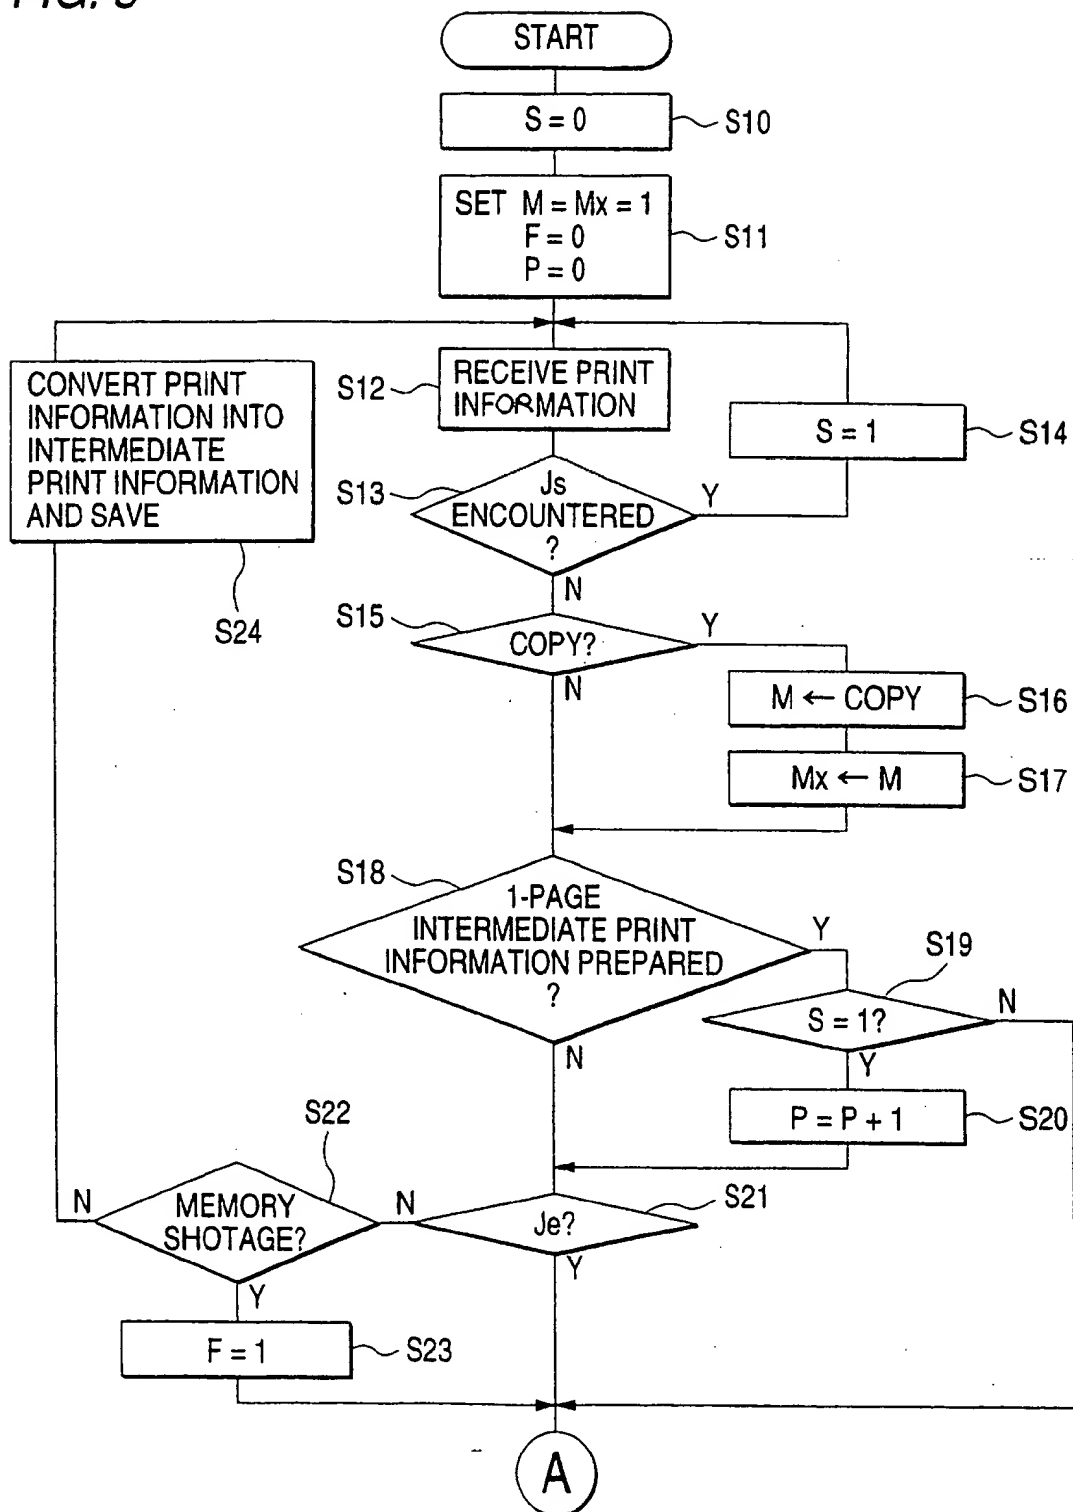 START
S = 0
S10
SET M = Mx = 1
F = 0
P = 0
S11
S12
RECEIVE PRINT
INFORMATION
CONVERT PRINT
INFORMATION INTO
INTERMEDIATE
PRINT INFORMATION
AND SAVE
S24
S = 1
S14
S13
Js
ENCOUNTERED
?
Y
N
S15
COPY?
Y
N
M ← COPY
S16
Mx ← M
S17
S18
1-PAGE
INTERMEDIATE PRINT
INFORMATION PREPARED
?
Y
N
S19
S = 1?
N
Y
P = P + 1
S20
S22
MEMORY
SHOTAGE?
N
Y
N
S21
Je?
Y
F = 1
S23
A